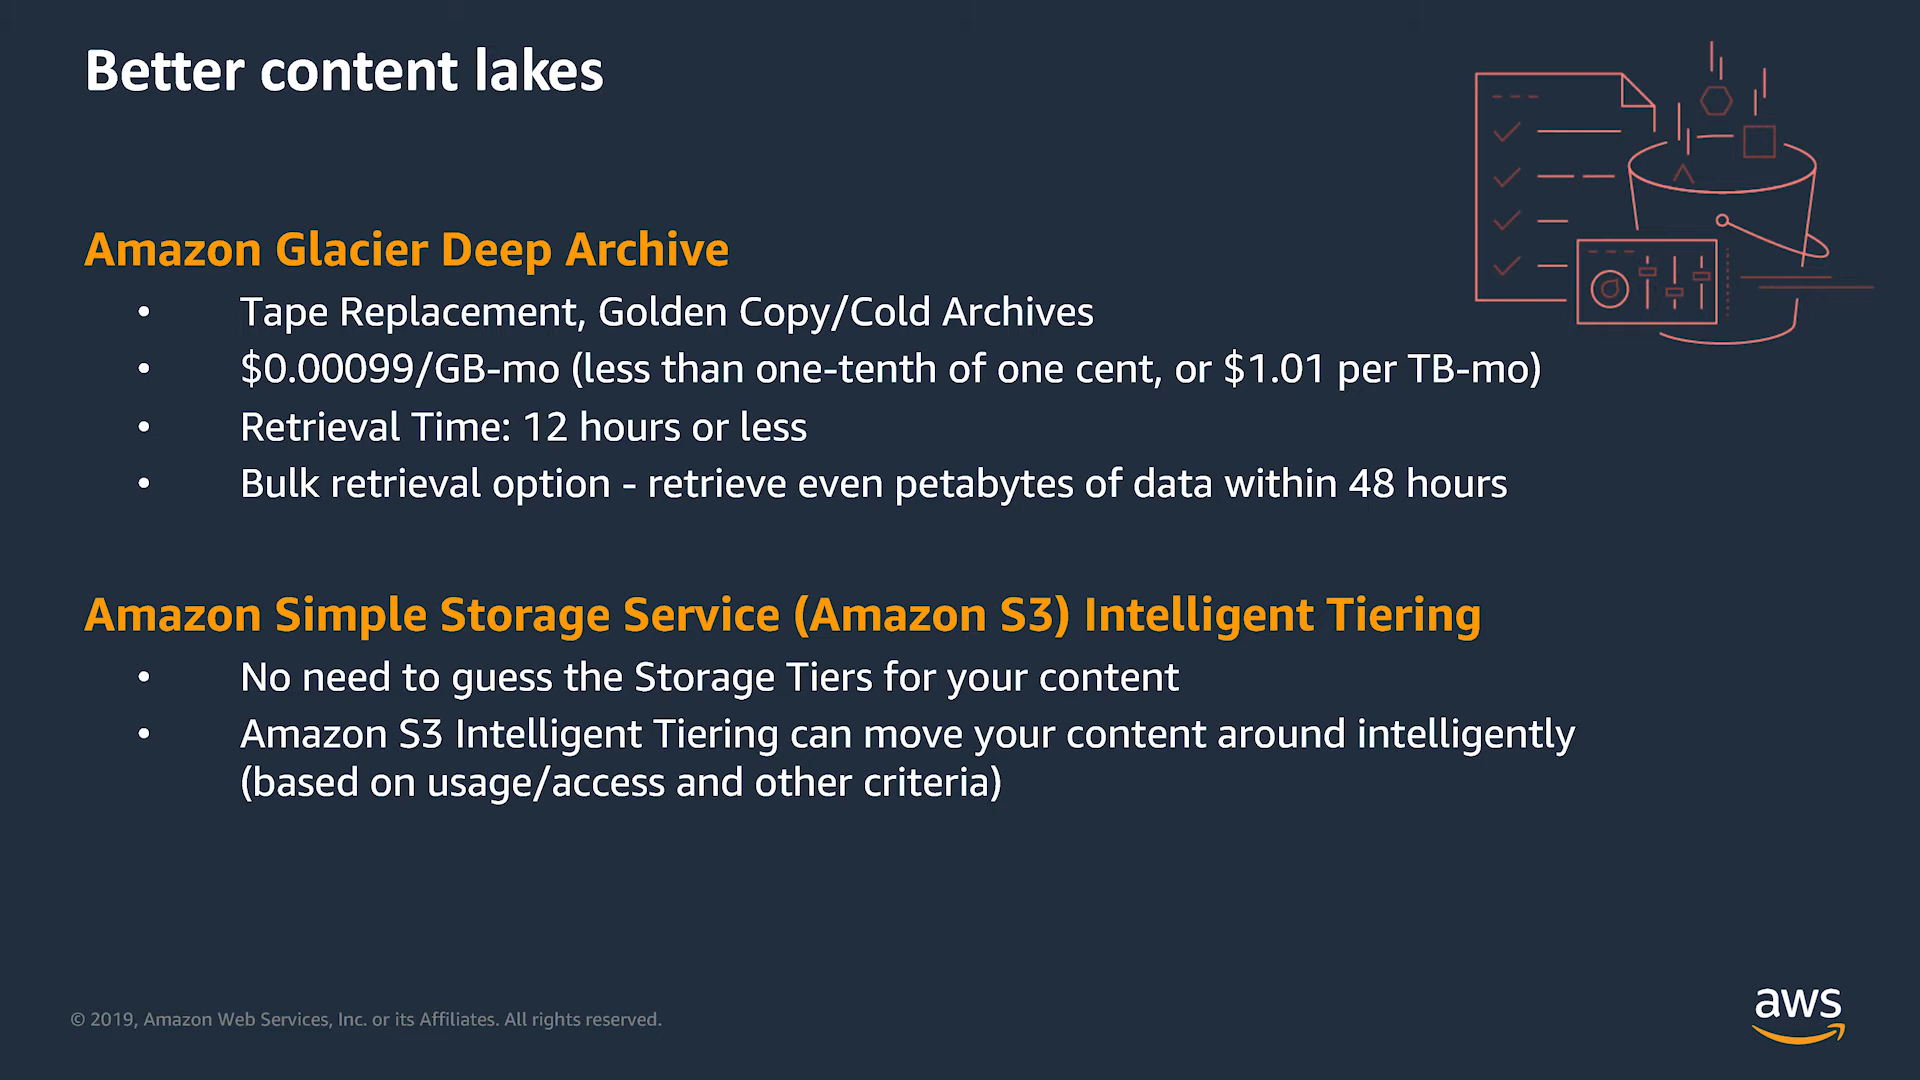 Better content lakes
Amazon Glacier Deep Archive
• Tape Replacement, Golden Copy/Cold Archives
• $0.00099/GB-mo (less than one-tenth of one cent, or $1.01 per TB-mo)
• Retrieval Time: 12 hours or less
• Bulk retrieval option - retrieve even petabytes of data within 48 hours
Amazon Simple Storage Service (Amazon S3) Intelligent Tiering
• No need to guess the Storage Tiers for your content
• Amazon S3 Intelligent Tiering can move your content around intelligently
(based on usage/access and other criteria)
© 2019, Amazon Web Services, Inc. or its Affiliates. All rights reserved.
aws